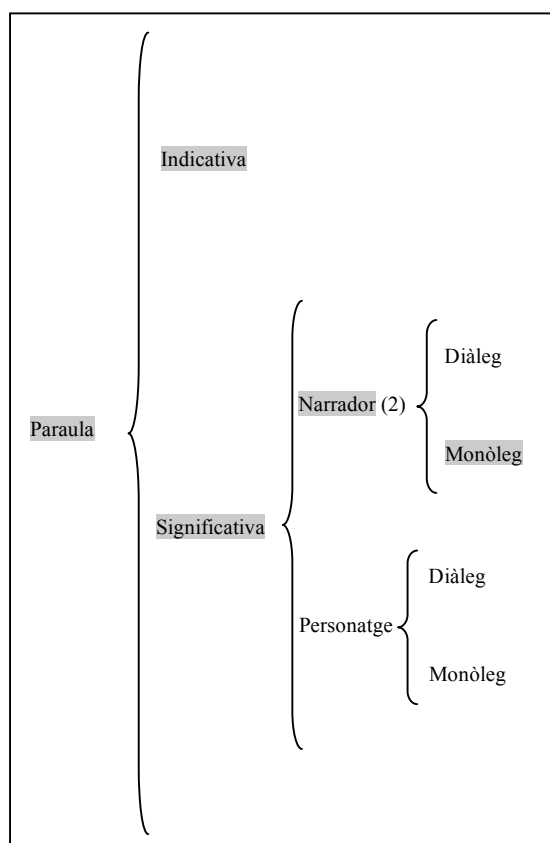 Indicativa
Paraula
Significativa
Narrador (2)
Diàleg
Monòleg
Personatge
Diàleg
Monòleg